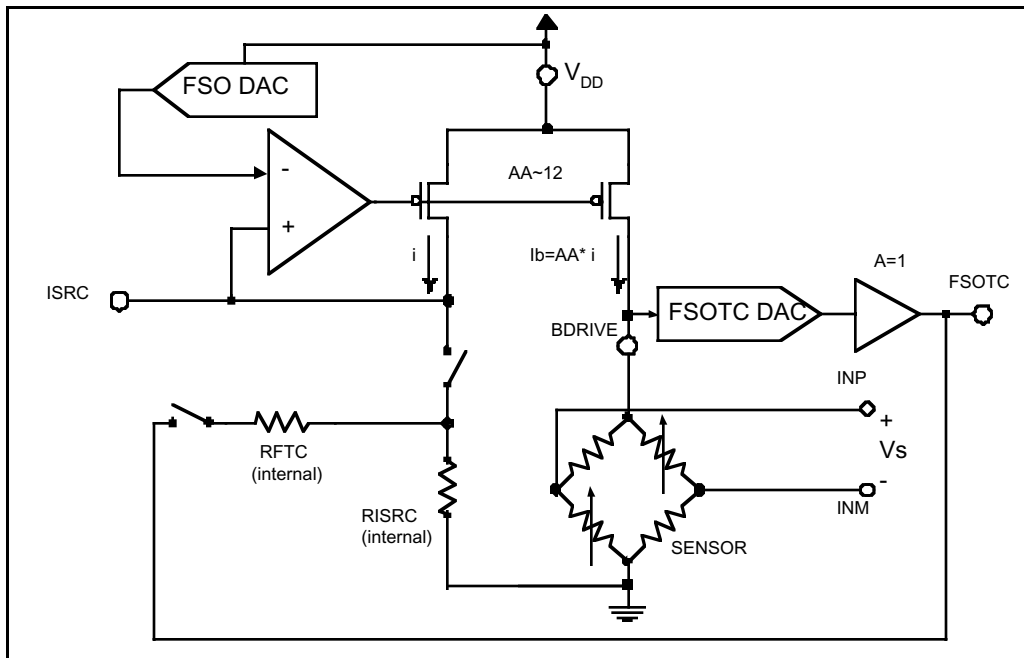 FSO DAC
V_DD
-
+
AA~12
i
Ib=AA* i
A=1
ISRC
FSOTC
FSOTC DAC
BDRIVE
INP
+
Vs
-
INM
RFTC
(internal)
RISRC
(internal)
SENSOR